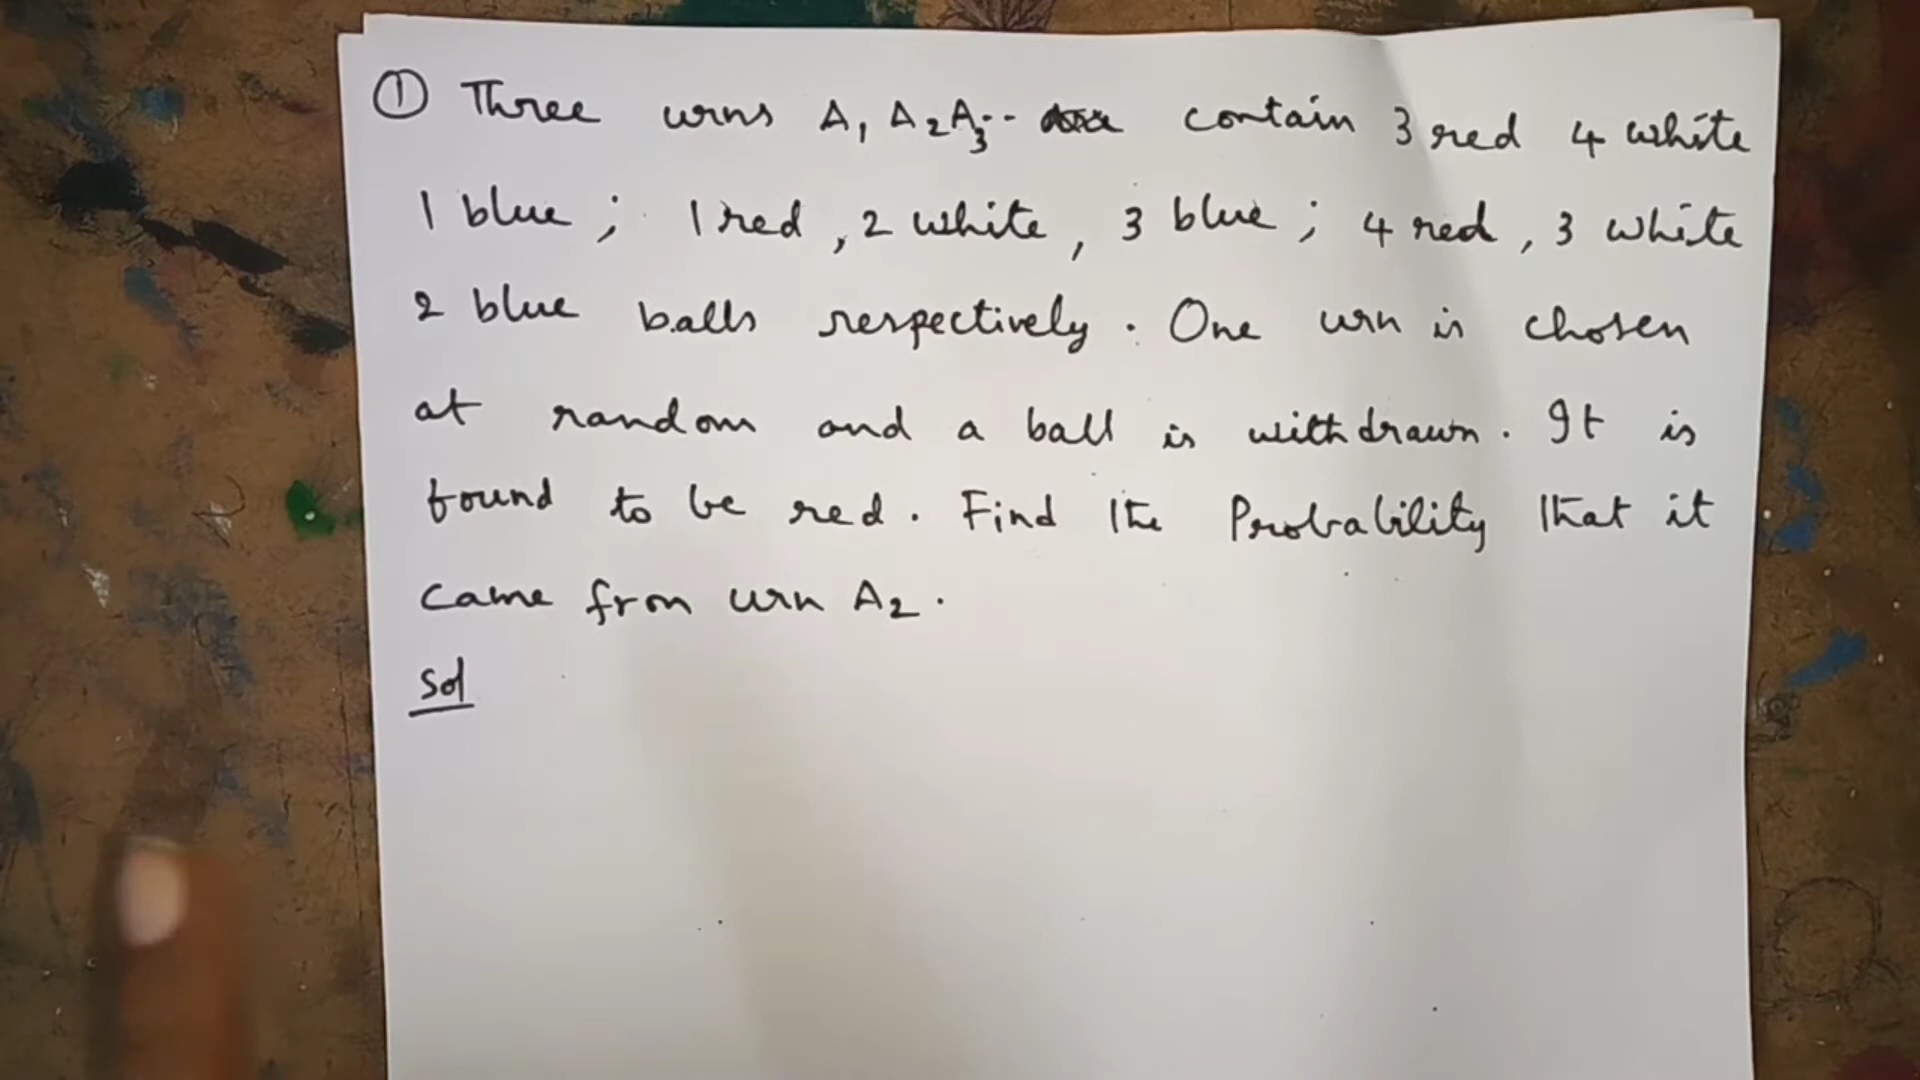 ① Three urns A₁ A₂ A₃.. contain 3 red 4 white
1 blue ; 1 red , 2 white , 3 blue ; 4 red , 3 white
2 blue balls respectively . One urn is chosen
at random and a ball is withdrawn . It is
found to be red . Find the Probability that it
came from urn A₂ .
Sol